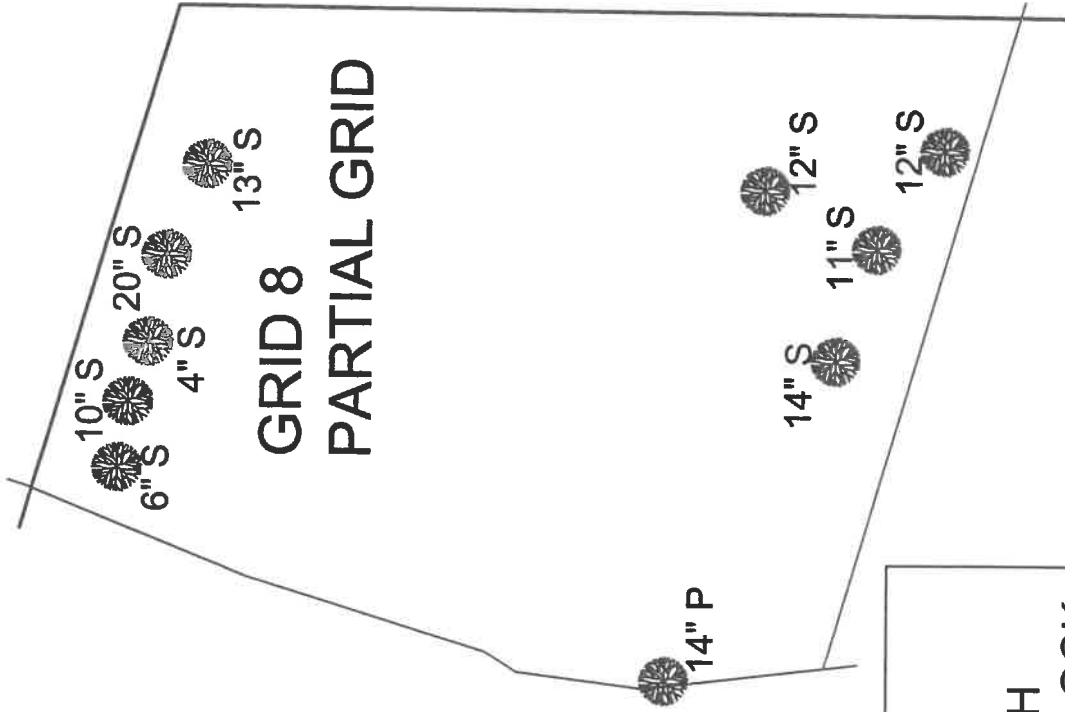 6" S
10" S
4" S
20" S
13" S
GRID 8
PARTIAL GRID
14" P
14" S
11" S
12" S
12" S
H